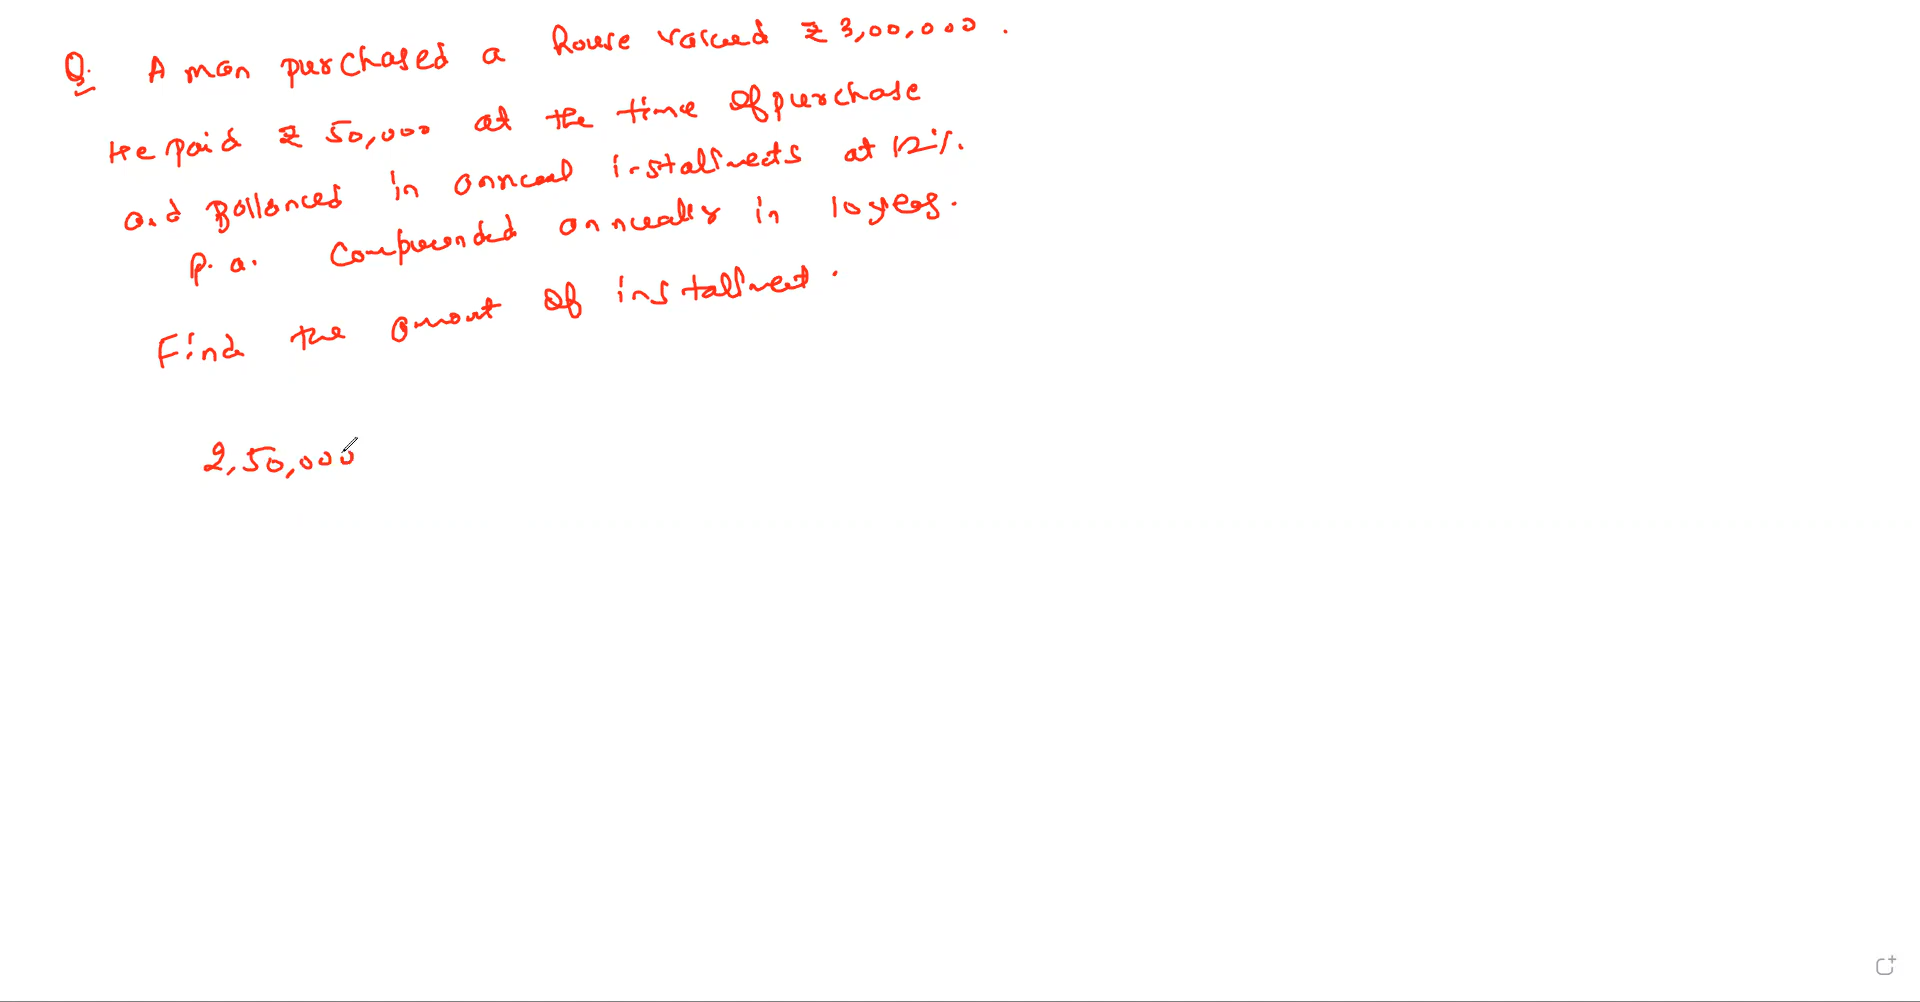 Q. A man purchased a house valued ₹ 3,00,000.
He paid ₹ 50,000 at the time of purchase
and Ballanced in annual installments at 12%
p.a. Compounded annually in 10 years.
Find the amount of installment.
2,50,000